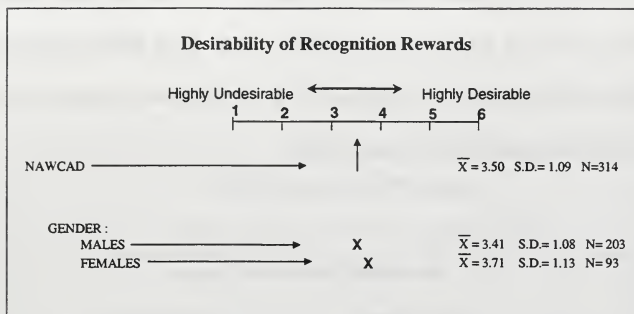 Desirability of Recognition Rewards
Highly Undesirable Highly Desirable
1 2 3 4 5 6
NAWCAD X̄ = 3.50 S.D.= 1.09 N=314
GENDER :
MALES X X̄ = 3.41 S.D.= 1.08 N= 203
FEMALES X X̄ = 3.71 S.D.= 1.13 N= 93